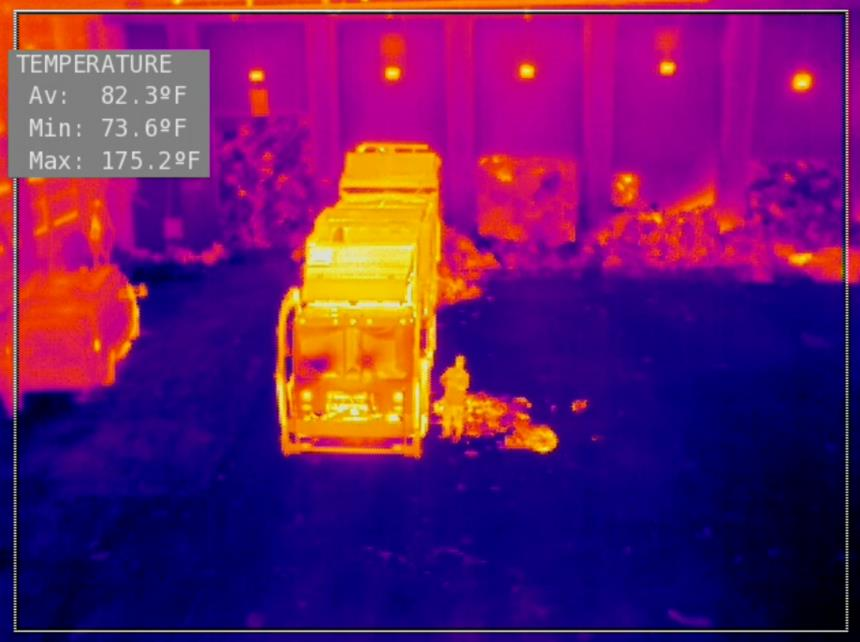 TEMPERATURE
Av: 82.3ºF
Min: 73.6ºF
Max: 175.2ºF